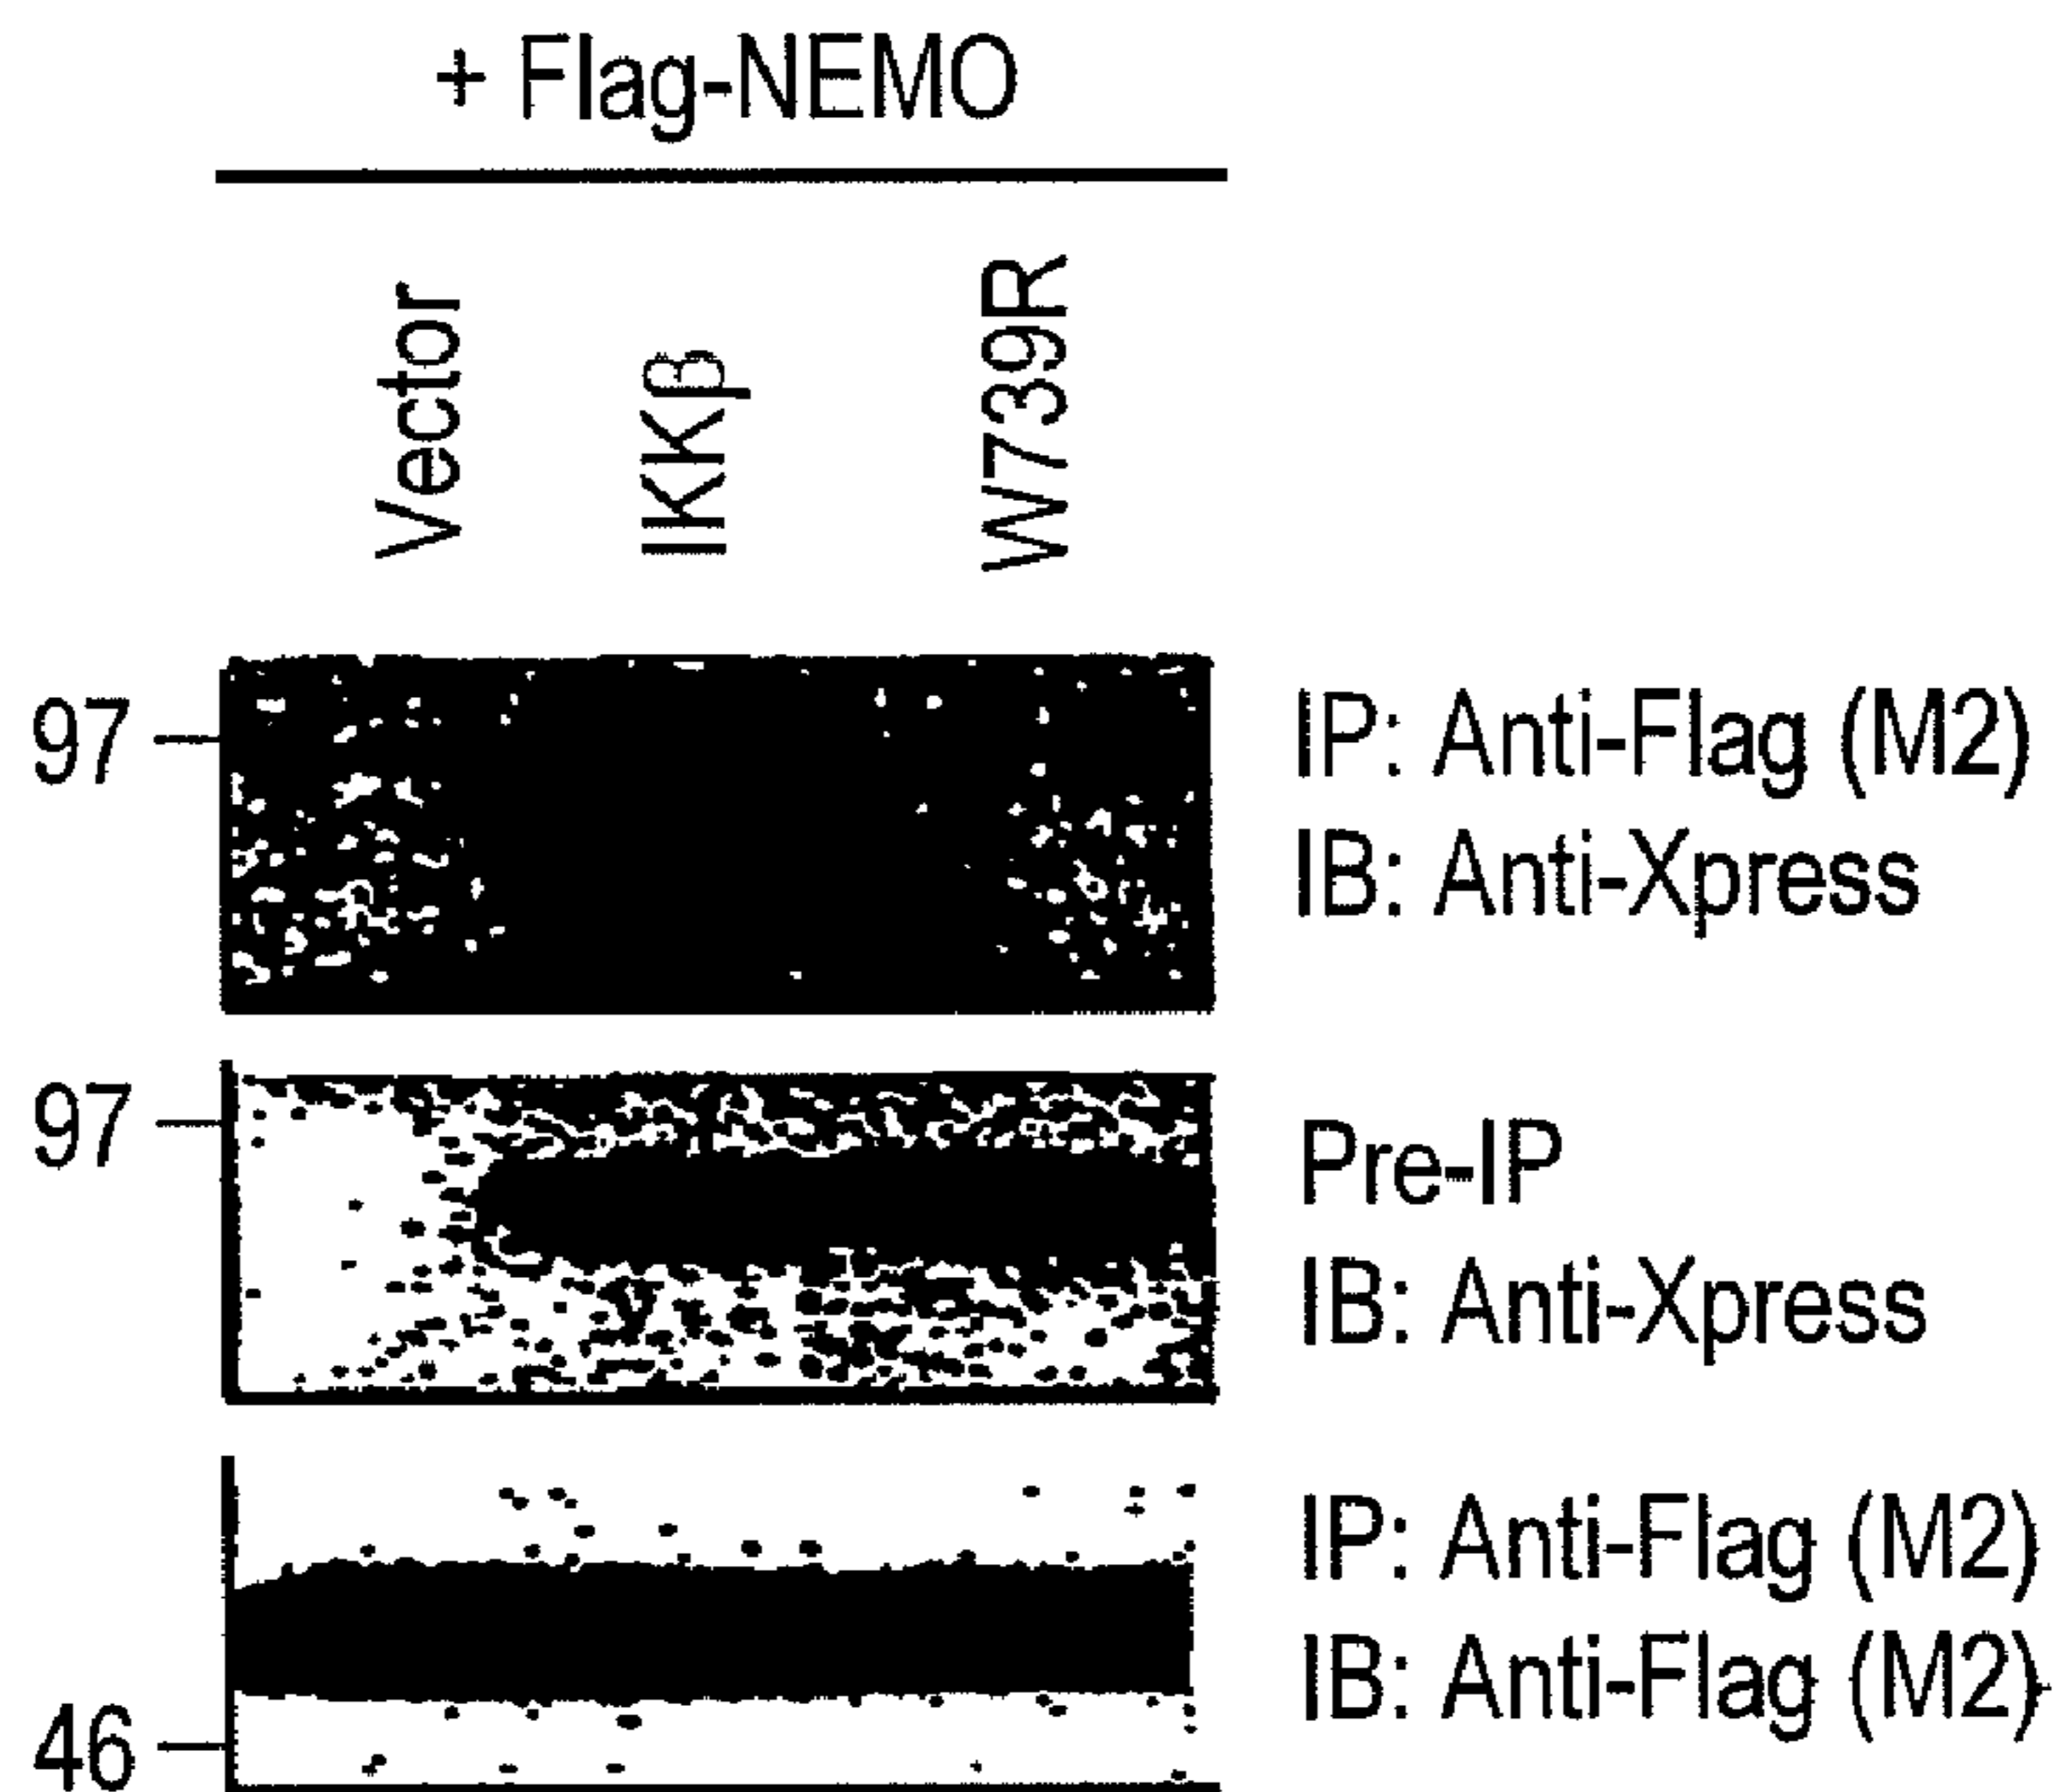 + Flag-NEMO
Vector
IKKβ
W739R
97
IP: Anti-Flag (M2)
IB: Anti-Xpress
97
Pre-IP
IB: Anti-Xpress
IP: Anti-Flag (M2)
IB: Anti-Flag (M2)
46